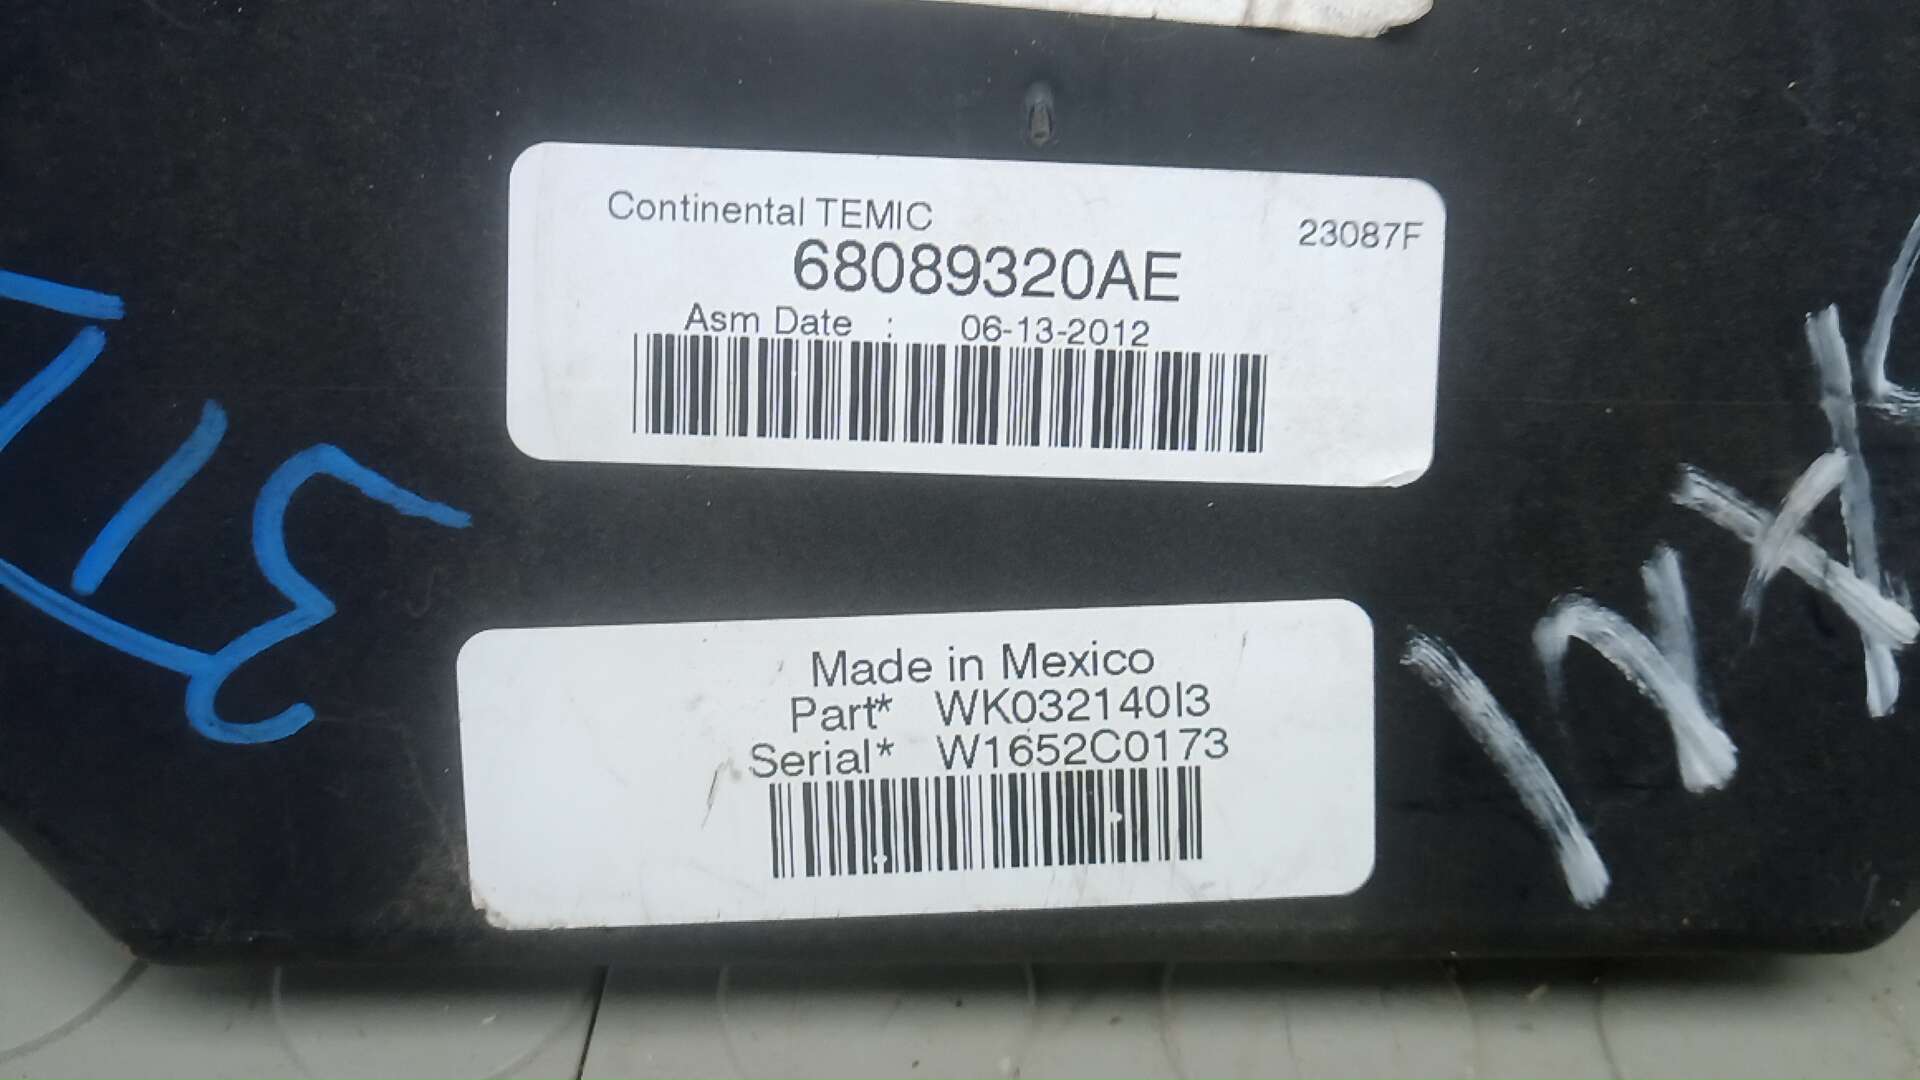 Continental TEMIC
23087F
68089320AE
Asm Date : 06-13-2012
Made in Mexico
Part* WK032140I3
Serial* W1652C0173